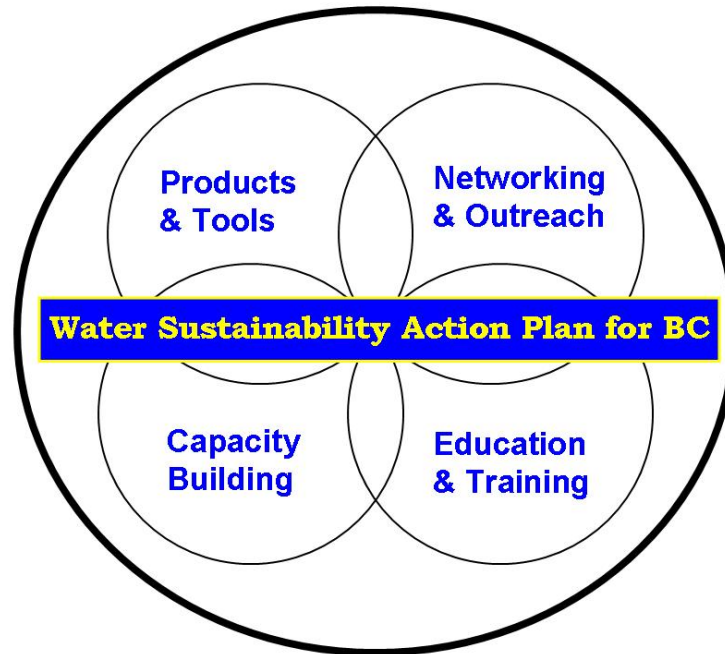 Products
& Tools
Networking
& Outreach
Water Sustainability Action Plan for BC
Capacity
Building
Education
& Training